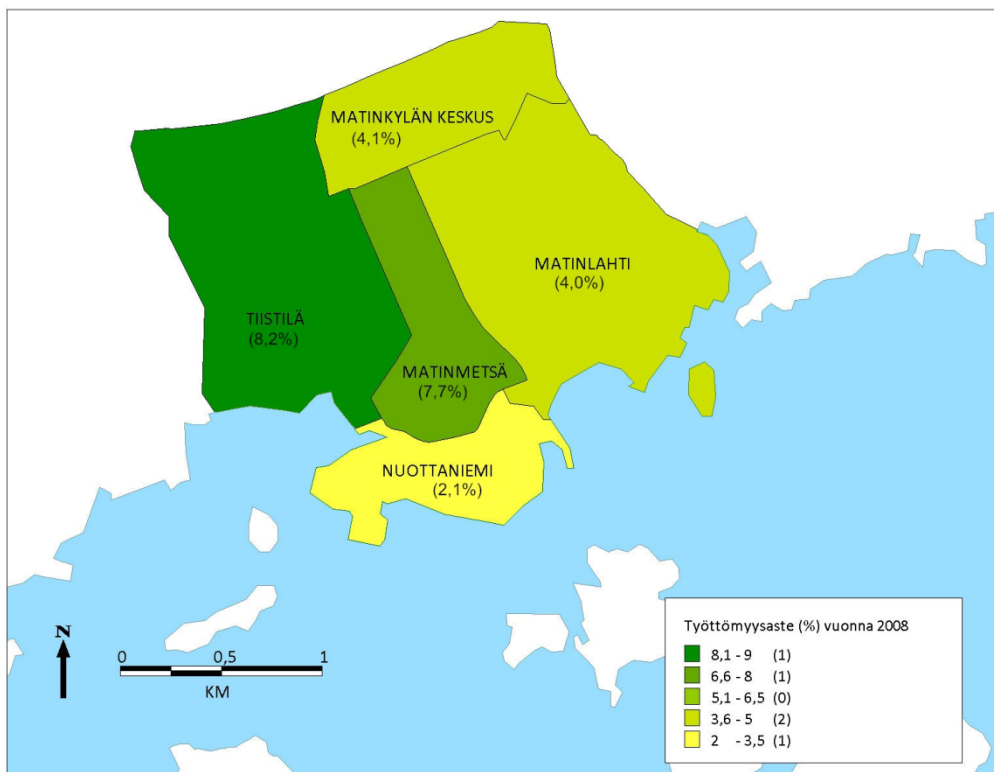 MATINKYLÄN KESKUS
(4,1%)
MATINLAHTI
(4,0%)
TIISTILÄ
(8,2%)
MATINMETSÄ
(7,7%)
NUOTTANIEMI
(2,1%)
N
0 0,5 1
KM
Työttömyysaste (%) vuonna 2008
8,1 - 9 (1)
6,6 - 8 (1)
5,1 - 6,5 (0)
3,6 - 5 (2)
2 - 3,5 (1)